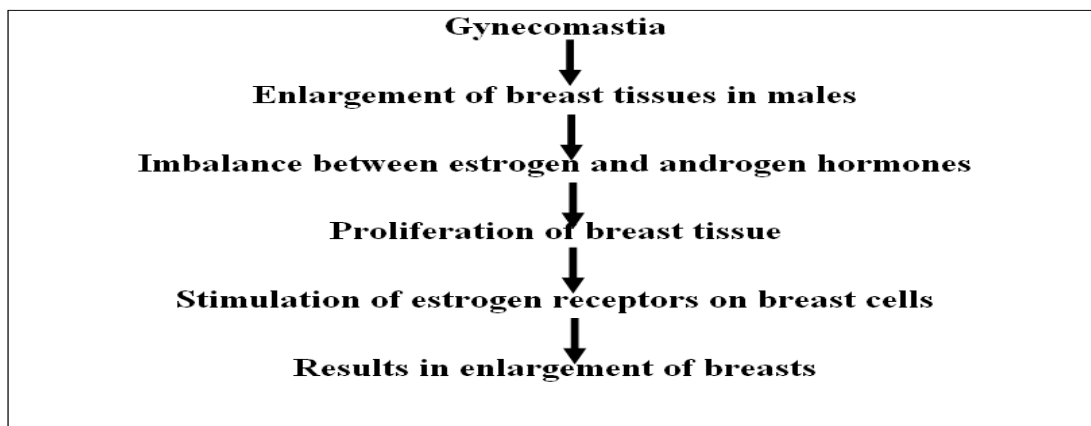 Gynecomastia
Enlargement of breast tissues in males
Imbalance between estrogen and androgen hormones
Proliferation of breast tissue
Stimulation of estrogen receptors on breast cells
Results in enlargement of breasts